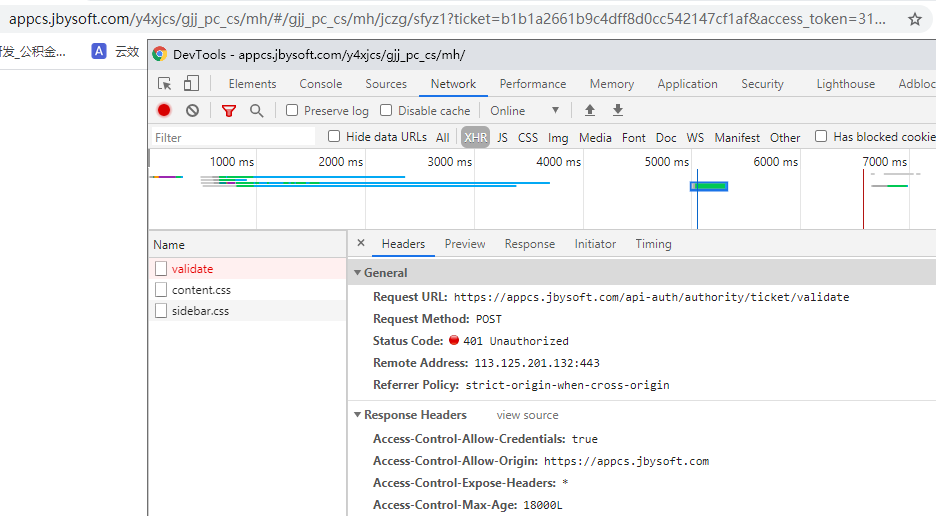 appcs.jbysoft.com/y4xjcs/gjj_pc_cs/mh/#/gjj_pc_cs/mh/jczg/sfyz1?ticket=b1b1a2661b9c4dff8d0cc542147cf1af&access_token=31...
发_公积金... 云效
DevTools - appcs.jbysoft.com/y4xjcs/gjj_pc_cs/mh/
Elements Console Sources Network Performance Memory Application Security Lighthouse Adbloc
Preserve log Disable cache Online
Filter Hide data URLs All XHR JS CSS Img Media Font Doc WS Manifest Other Has blocked cookie
1000 ms 2000 ms 3000 ms 4000 ms 5000 ms 6000 ms 7000 ms
Name
validate
content.css
sidebar.css
× Headers Preview Response Initiator Timing
General
Request URL: https://appcs.jbysoft.com/api-auth/authority/ticket/validate
Request Method: POST
Status Code: 401 Unauthorized
Remote Address: 113.125.201.132:443
Referrer Policy: strict-origin-when-cross-origin
Response Headers view source
Access-Control-Allow-Credentials: true
Access-Control-Allow-Origin: https://appcs.jbysoft.com
Access-Control-Expose-Headers: *
Access-Control-Max-Age: 18000L